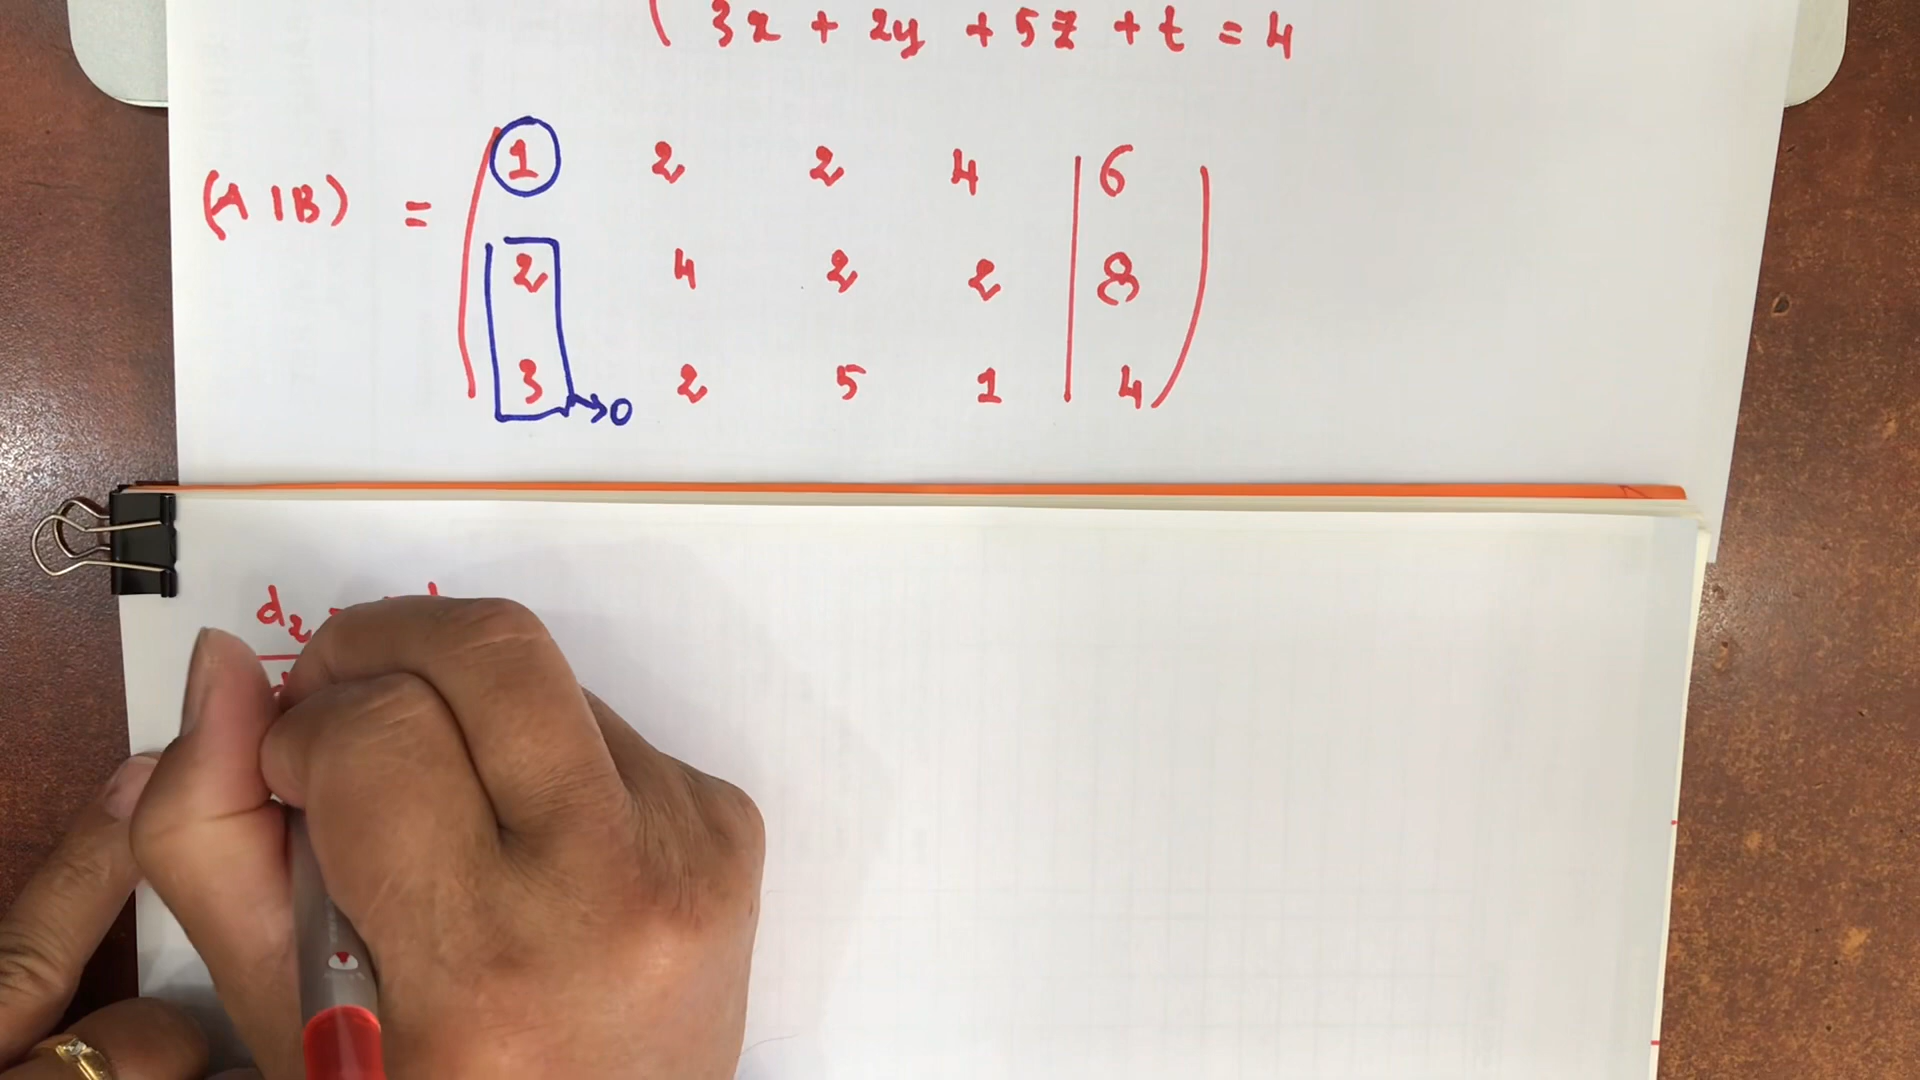 3x + 2y + 5z + t = 4
(A | B) = ( 1 2 2 4 | 6 )
2 4 2 2 | 8
3 2 5 1 | 4
→ 0
d₂ -